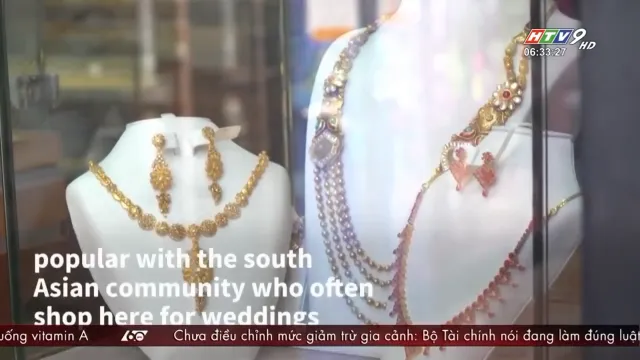 HTV9 HD
06:33:27
popular with the south
Asian community who often
shop here for weddings
uống vitamin A
60
Chưa điều chỉnh mức giảm trừ gia cảnh: Bộ Tài chính nói đang làm đúng luật